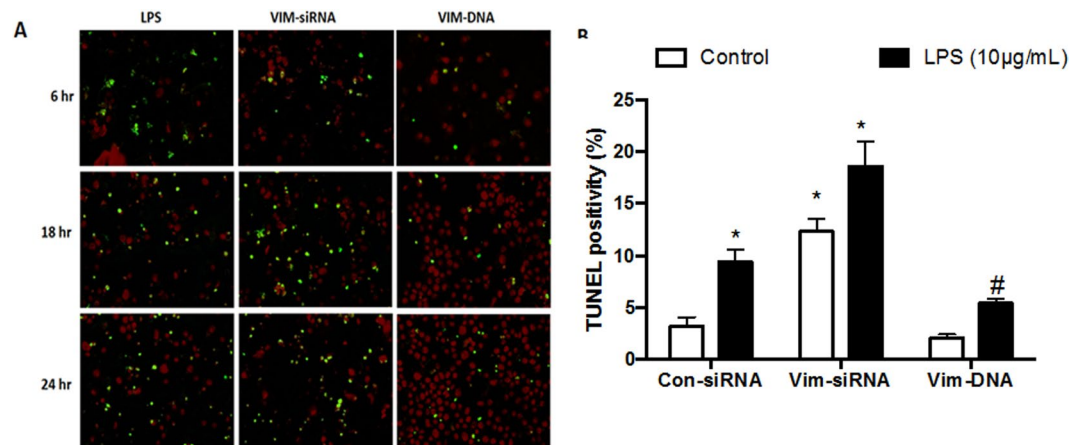 A
LPS
VIM-siRNA
VIM-DNA
6 hr
18 hr
24 hr
B
Control
LPS (10µg/mL)
TUNEL positivity (%)
25
20
15
10
5
0
*
*
*
*
#
Con-siRNA
Vim-siRNA
Vim-DNA